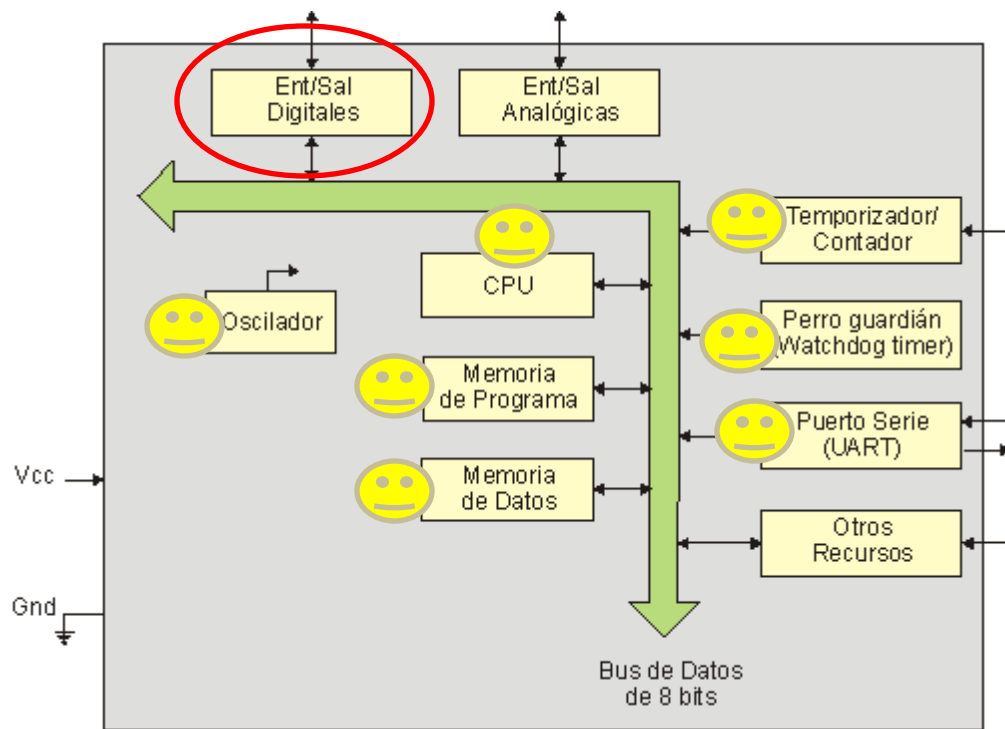 Ent/Sal
Digitales
Ent/Sal
Analógicas
Temporizador/
Contador
CPU
Oscilador
Perro guardián
(Watchdog timer)
Memoria
de Programa
Puerto Serie
(UART)
Vcc
Memoria
de Datos
Otros
Recursos
Gnd
Bus de Datos
de 8 bits